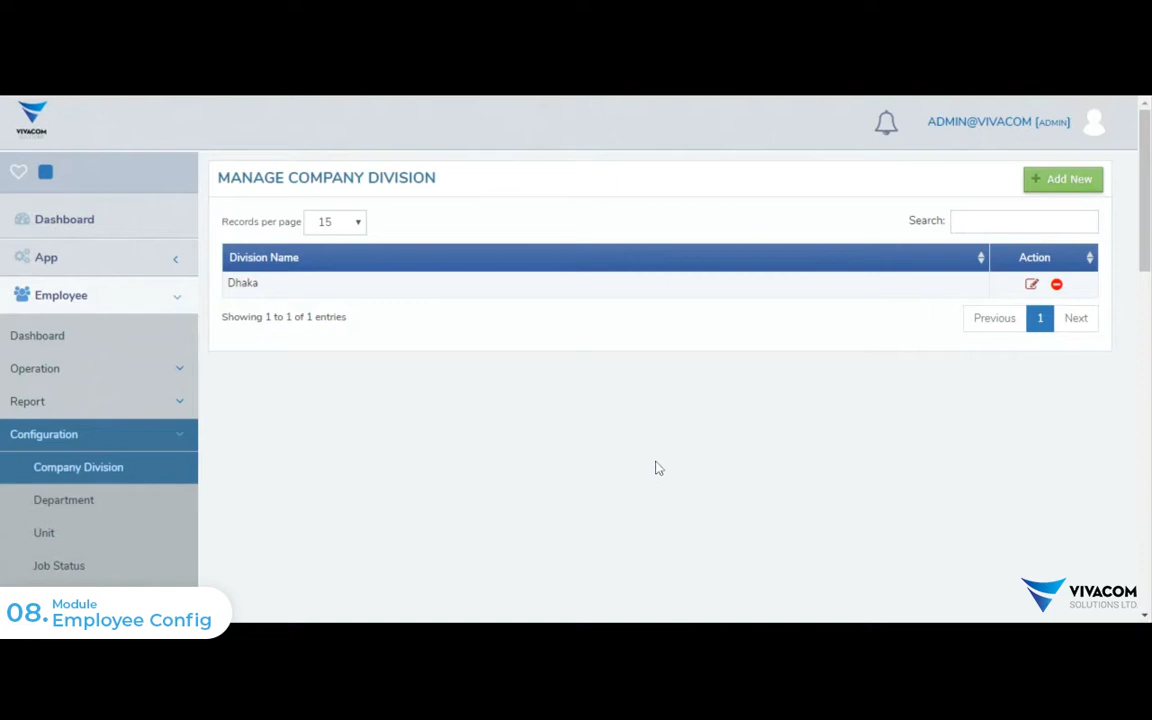 VIVACOM
ADMIN@VIVACOM [ADMIN]
MANAGE COMPANY DIVISION
+ Add New
Records per page 15
Search:
Division Name Action
Dhaka
Showing 1 to 1 of 1 entries
Previous 1 Next
Dashboard
App
Employee
Dashboard
Operation
Report
Configuration
Company Division
Department
Unit
Job Status
08. Module
Employee Config
VIVACOM
SOLUTIONS LTD.